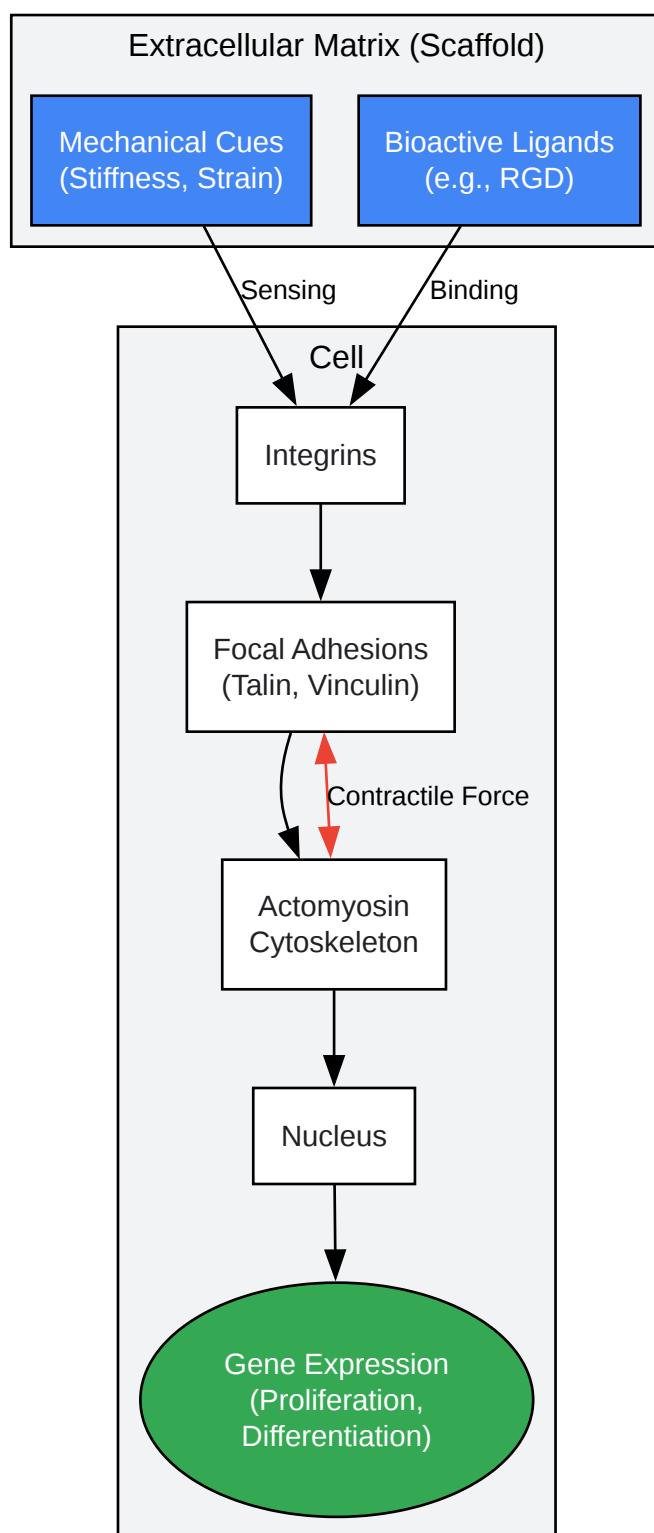 Extracellular Matrix (Scaffold)
Mechanical Cues
(Stiffness, Strain)
Bioactive Ligands
(e.g., RGD)
Sensing
Binding
Cell
Integrins
Focal Adhesions
(Talin, Vinculin)
Contractile Force
Actomyosin
Cytoskeleton
Nucleus
Gene Expression
(Proliferation,
Differentiation)